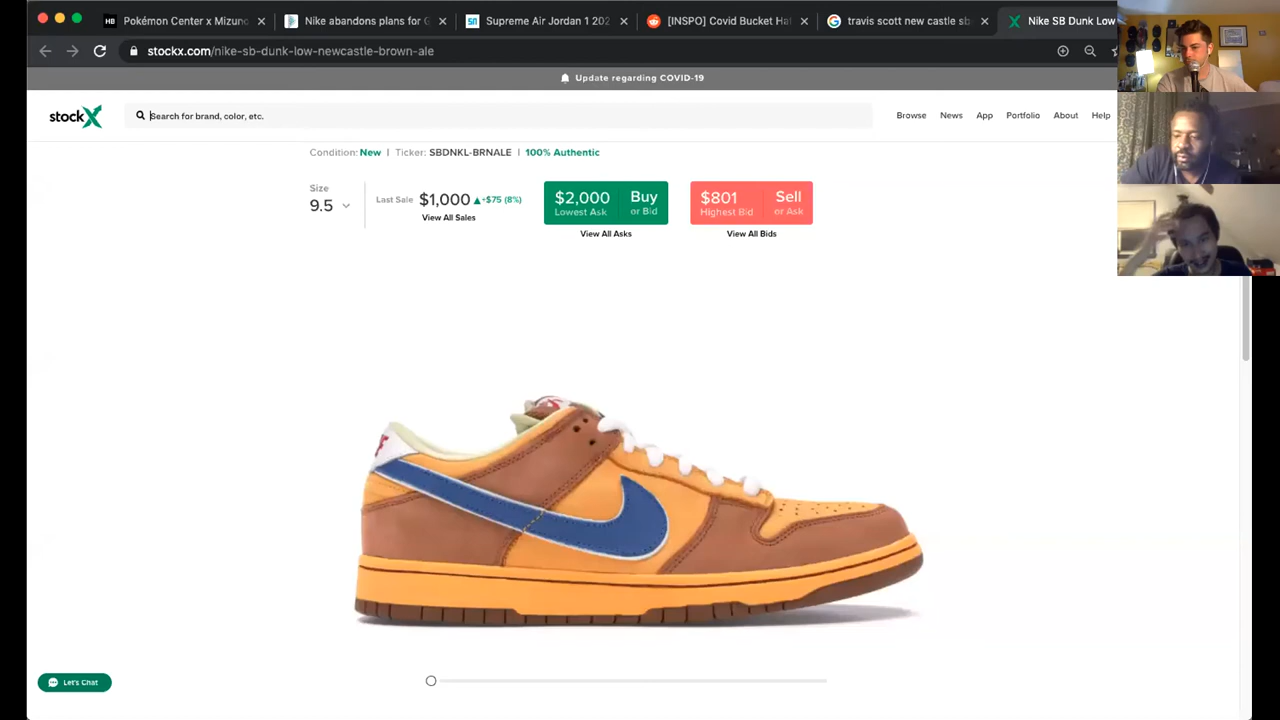 HB Pokémon Center x Mizuno
Nike abandons plans for G
SN Supreme Air Jordan 1 202
[INSPO] Covid Bucket Hat
travis scott new castle sb
Nike SB Dunk Low
stockx.com/nike-sb-dunk-low-newcastle-brown-ale
Update regarding COVID-19
stockX
Search for brand, color, etc.
Browse News App Portfolio About Help
Condition: New | Ticker: SBDNKL-BRNALE | 100% Authentic
Size
9.5
Last Sale $1,000 ▲+$75 (8%)
View All Sales
$2,000 Buy
Lowest Ask or Bid
View All Asks
$801 Sell
Highest Bid or Ask
View All Bids
Let's Chat